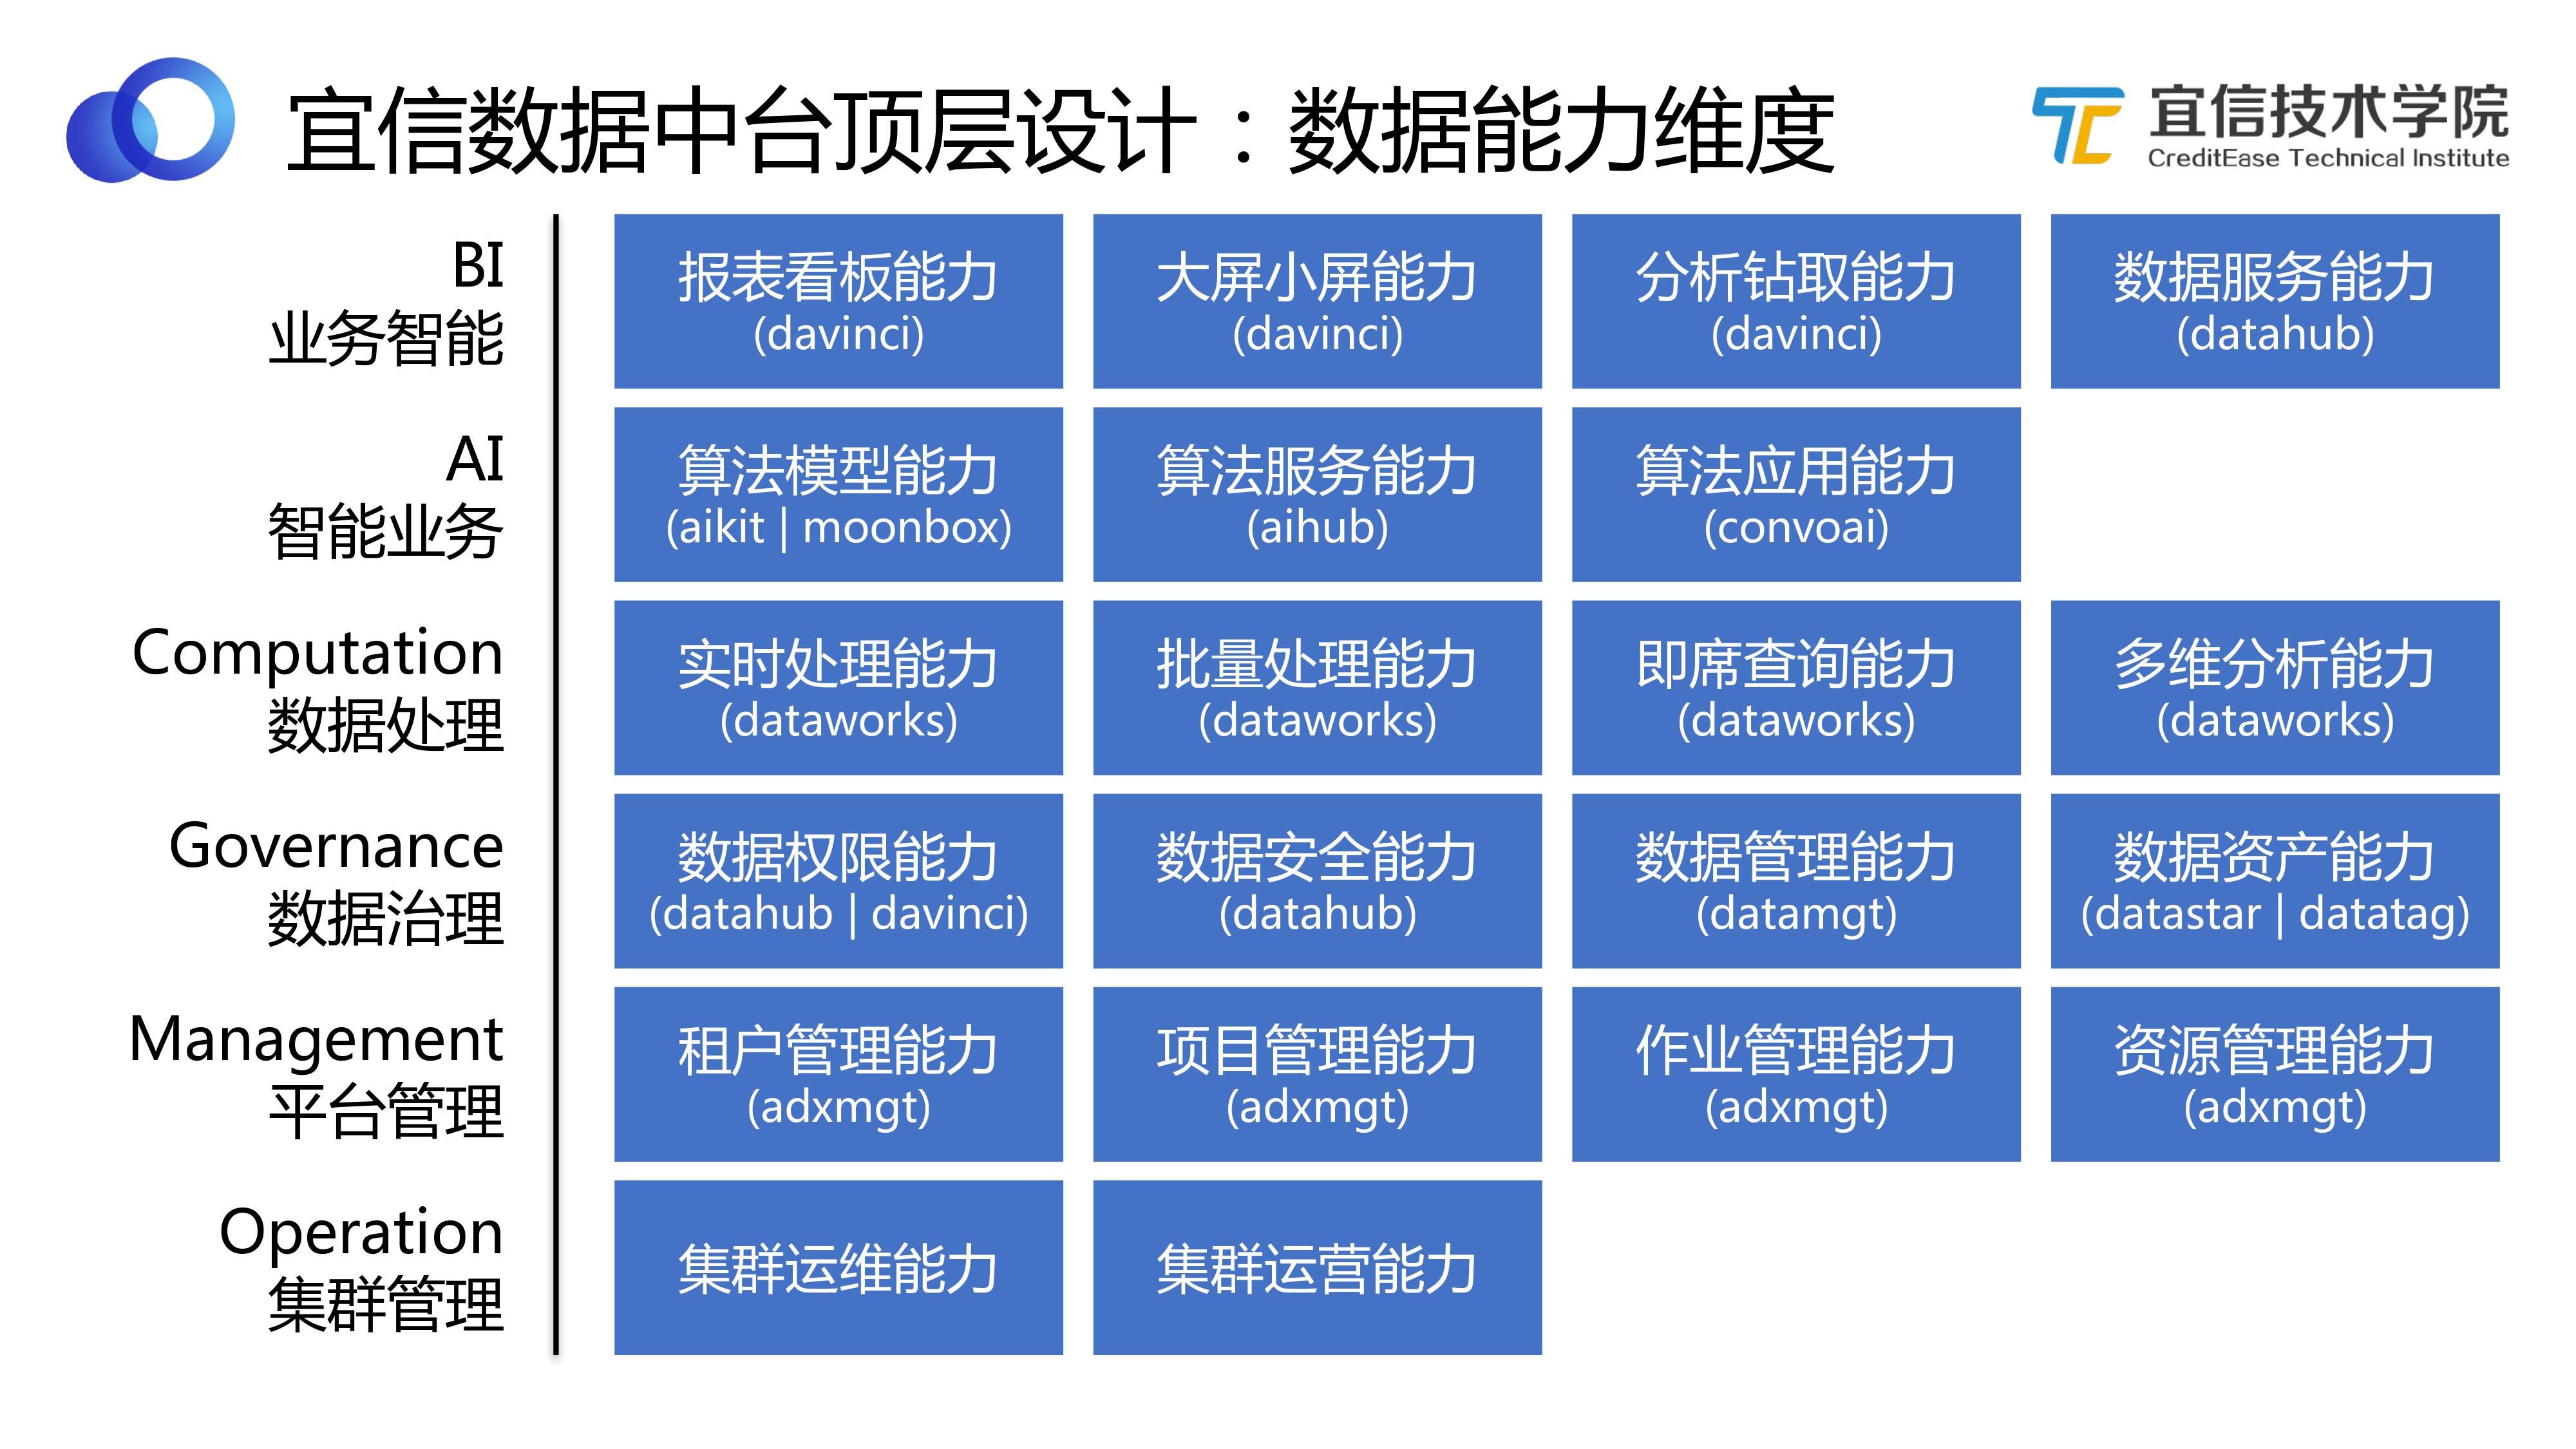 宜信数据中台顶层设计：数据能力维度
宜信技术学院
CreditEase Technical Institute
BI
业务智能
报表看板能力
(davinci)
大屏小屏能力
(davinci)
分析钻取能力
(davinci)
数据服务能力
(datahub)
AI
智能业务
算法模型能力
(aikit | moonbox)
算法服务能力
(aihub)
算法应用能力
(convoai)
Computation
数据处理
实时处理能力
(dataworks)
批量处理能力
(dataworks)
即席查询能力
(dataworks)
多维分析能力
(dataworks)
Governance
数据治理
数据权限能力
(datahub | davinci)
数据安全能力
(datahub)
数据管理能力
(datamgt)
数据资产能力
(datastar | datatag)
Management
平台管理
租户管理能力
(adxmgt)
项目管理能力
(adxmgt)
作业管理能力
(adxmgt)
资源管理能力
(adxmgt)
Operation
集群管理
集群运维能力
集群运营能力